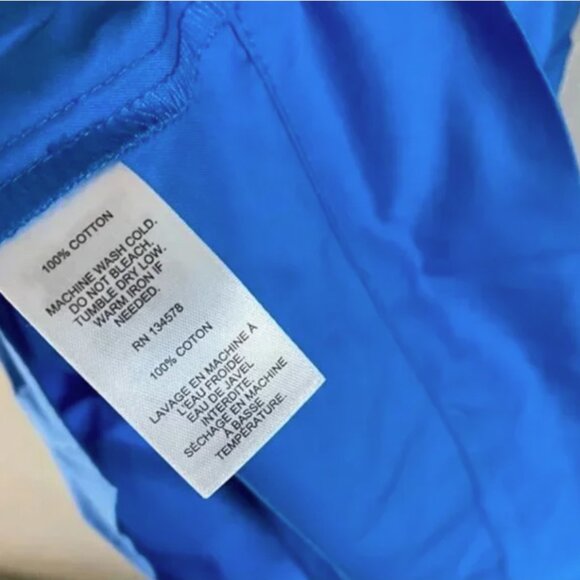 100% COTTON
MACHINE WASH COLD.
DO NOT BLEACH.
TUMBLE DRY LOW.
WARM IRON IF
NEEDED.
RN 134578
100% COTTON
LAVAGE EN MACHINE À
L'EAU FROIDE.
EAU DE JAVEL
INTERDITE.
SÉCHAGE EN MACHINE
À BASSE
TEMPÉRATURE.